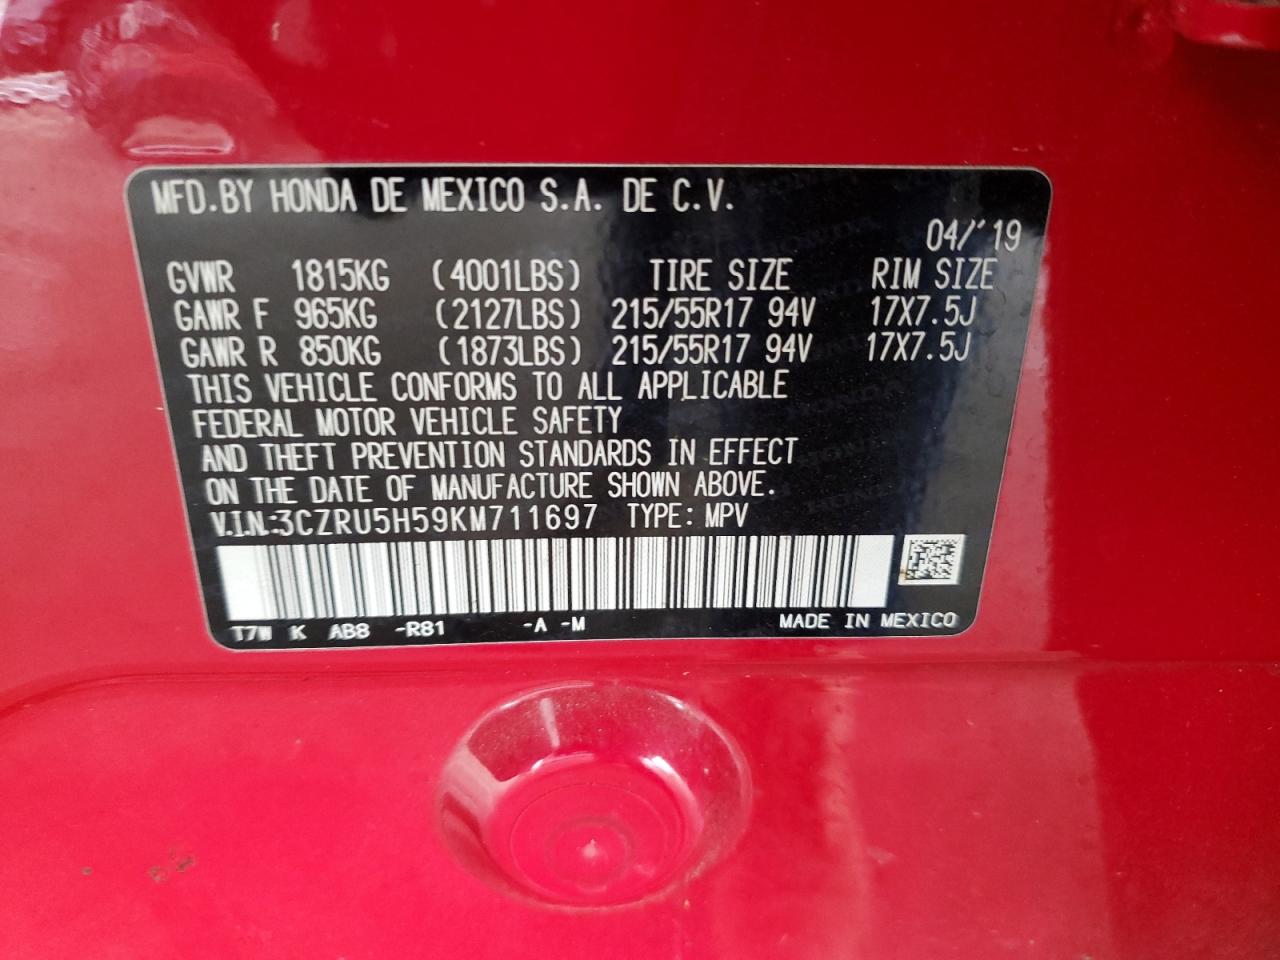 MFD.BY HONDA DE MEXICO S.A. DE C.V.
04/'19
GVWR 1815KG (4001LBS) TIRE SIZE RIM SIZE
GAWR F 965KG (2127LBS) 215/55R17 94V 17X7.5J
GAWR R 850KG (1873LBS) 215/55R17 94V 17X7.5J
THIS VEHICLE CONFORMS TO ALL APPLICABLE
FEDERAL MOTOR VEHICLE SAFETY
AND THEFT PREVENTION STANDARDS IN EFFECT
ON THE DATE OF MANUFACTURE SHOWN ABOVE.
V.I.N.:3CZRU5H59KM711697 TYPE: MPV
T7W K AB8 -R81 -A -M MADE IN MEXICO